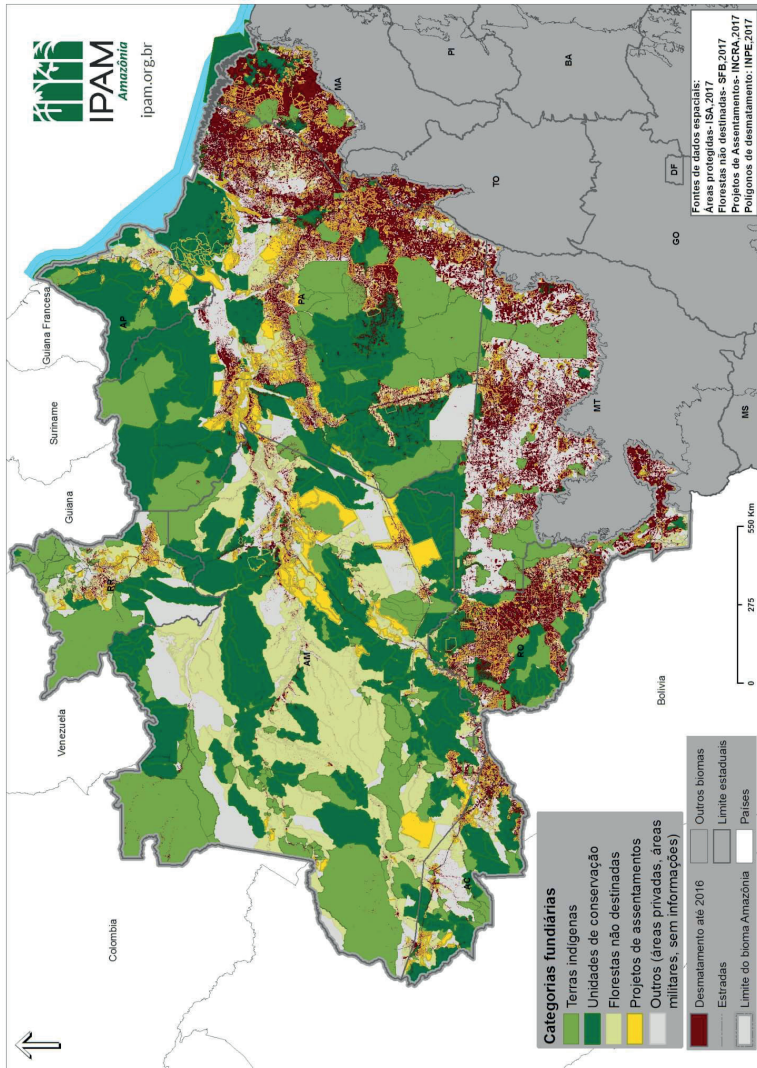 IPAM
Amazônia
ipam.org.br
Colombia
Venezuela
Guiana
Suriname
Guiana Francesa
RR
AP
AM
PA
MA
PI
AC
RO
MT
TO
BA
DF
GO
MS
Bolivia
0 275 550 Km
Categorias fundiárias
Terras indígenas
Unidades de conservação
Florestas não destinadas
Projetos de assentamentos
Outros (áreas privadas, áreas
militares, sem informações)
Desmatamento até 2016
Estradas
Limite do bioma Amazônia
Outros biomas
Limite estaduais
Países
Fontes de dados espaciais:
Áreas protegidas- ISA,2017
Florestas não destinadas- SFB,2017
Projetos de Assentamentos- INCRA,2017
Polígonos de desmatamento: INPE,2017